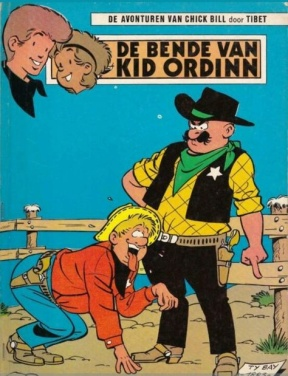 DE AVONTUREN VAN CHICK BILL door TIBET
DE BENDE VAN
KID ORDINN